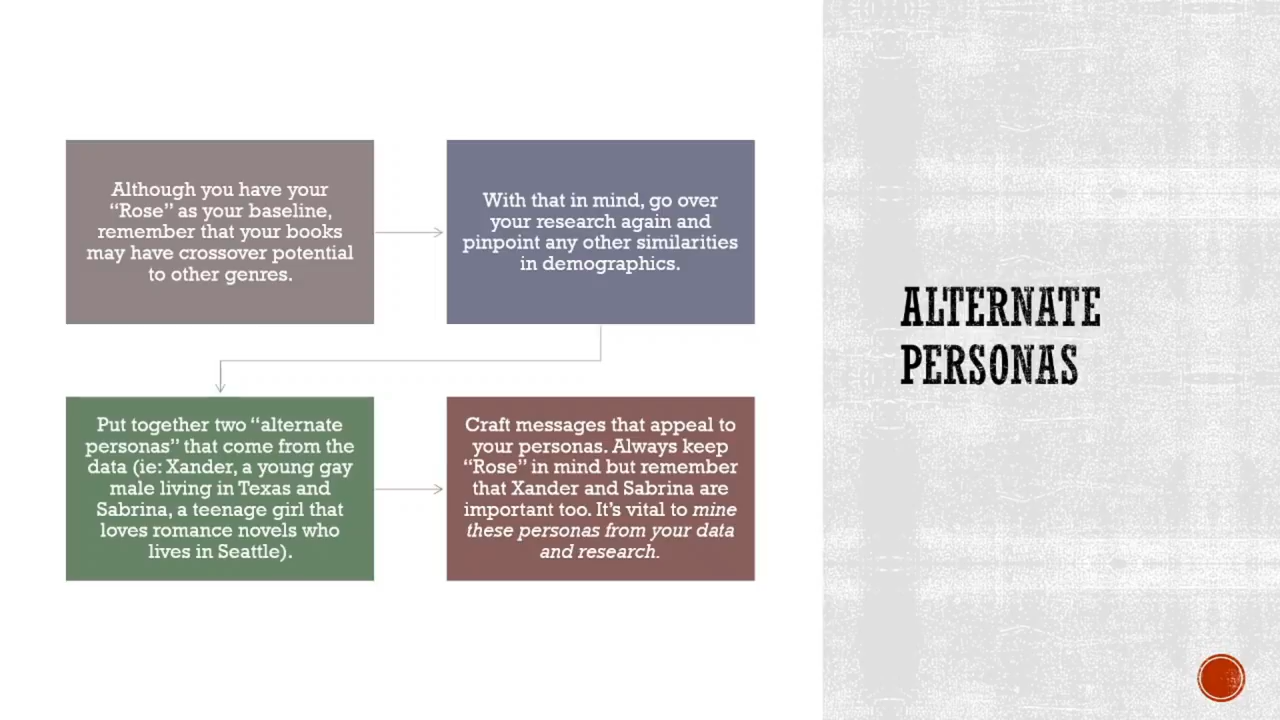 Although you have your
“Rose” as your baseline,
remember that your books
may have crossover potential
to other genres.
With that in mind, go over
your research again and
pinpoint any other similarities
in demographics.
Put together two “alternate
personas” that come from the
data (ie: Xander, a young gay
male living in Texas and
Sabrina, a teenage girl that
loves romance novels who
lives in Seattle).
Craft messages that appeal to
your personas. Always keep
“Rose” in mind but remember
that Xander and Sabrina are
important too. It’s vital to mine
these personas from your data
and research.
ALTERNATE
PERSONAS